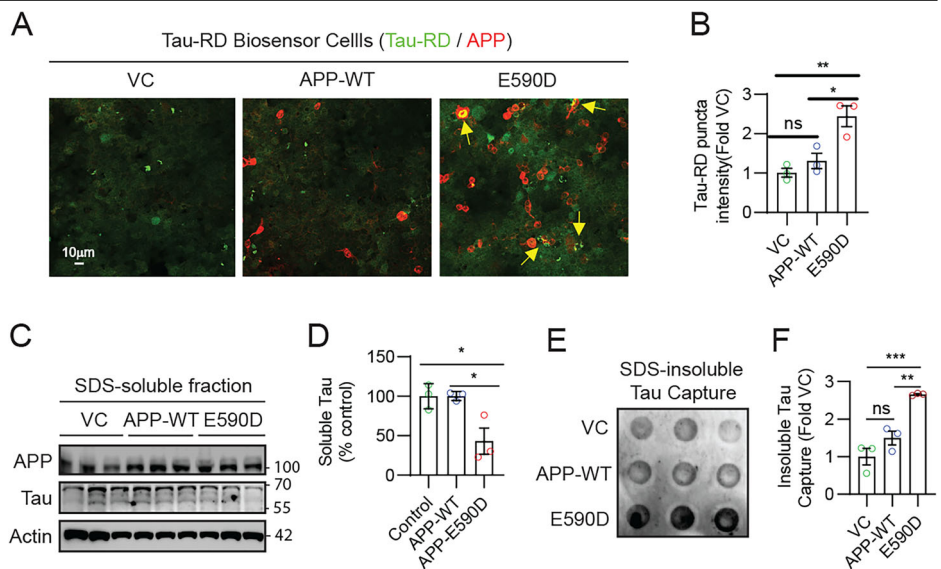 A
Tau-RD Biosensor Cellls (Tau-RD / APP)
VC
APP-WT
E590D
10μm
B
**
*
ns
Tau-RD puncta
intensity(Fold VC)
3
2
1
0
VC
APP-WT
E590D
C
SDS-soluble fraction
VC APP-WT E590D
APP
- 100
Tau
- 70
- 55
Actin
- 42
D
*
*
Soluble Tau
(% control)
150
100
50
0
Control
APP-WT
APP-E590D
E
SDS-insoluble
Tau Capture
VC
APP-WT
E590D
F
***
**
ns
Insoluble Tau
Capture (Fold VC)
3
2
1
0
VC
APP-WT
E590D